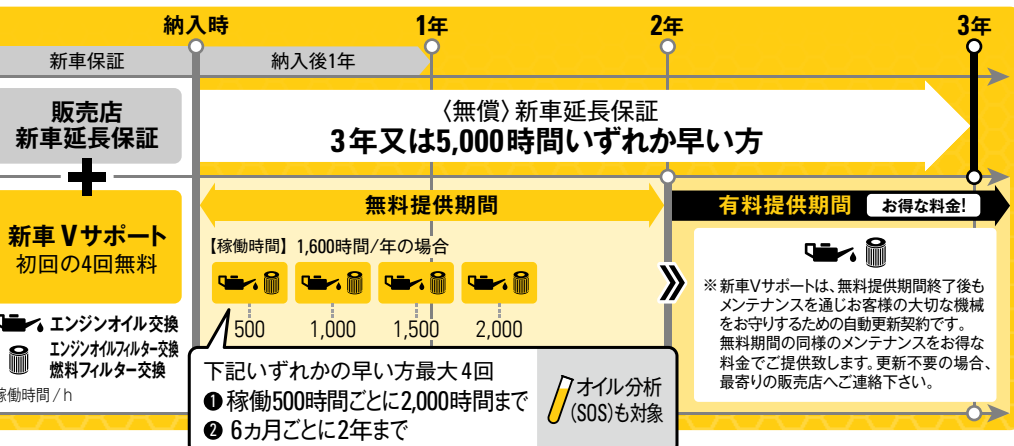 納入時
1年
2年
3年
新車保証
納入後1年
販売店
新車延長保証
〈無償〉新車延長保証
3年又は5,000時間いずれか早い方
新車Vサポート
初回の4回無料
エンジンオイル交換
エンジンオイルフィルター交換
燃料フィルター交換
稼働時間/h
無料提供期間
【稼働時間】1,600時間/年の場合
500
1,000
1,500
2,000
下記いずれかの早い方最大4回
❶稼働500時間ごとに2,000時間まで
❷6ヵ月ごとに2年まで
オイル分析
(SOS)も対象
有料提供期間
お得な料金!
※新車Vサポートは、無料提供期間終了後も
メンテナンスを通じお客様の大切な機械
をお守りするための自動更新契約です。
無料期間の同様のメンテナンスをお得な
料金でご提供致します。更新不要の場合、
最寄りの販売店へご連絡下さい。